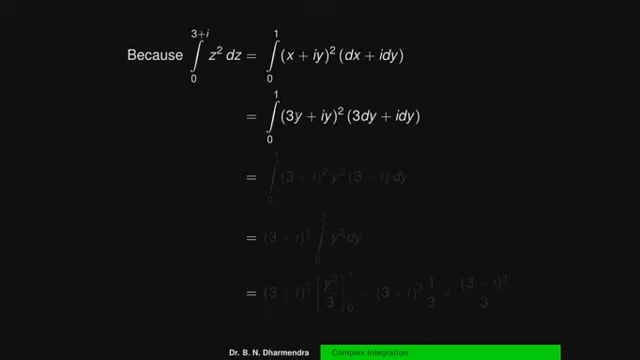 Because ∫₀³⁺ⁱ z² dz = ∫₀¹ (x + iy)² (dx + idy)
= ∫₀¹ (3y + iy)² (3dy + idy)
= ∫₀¹ (3 + i)² y² (3 + i) dy
= (3 + i)³ ∫₀¹ y² dy
= (3 + i)³ [y³/3]₀¹ = (3 + i)³ 1/3 = (3 + i)³/3
Dr. B. N. Dharmendra Complex Integration